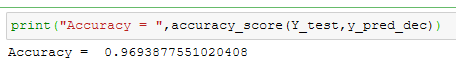 print("Accuracy = ",accuracy_score(Y_test,y_pred_dec))
Accuracy =  0.9693877551020408